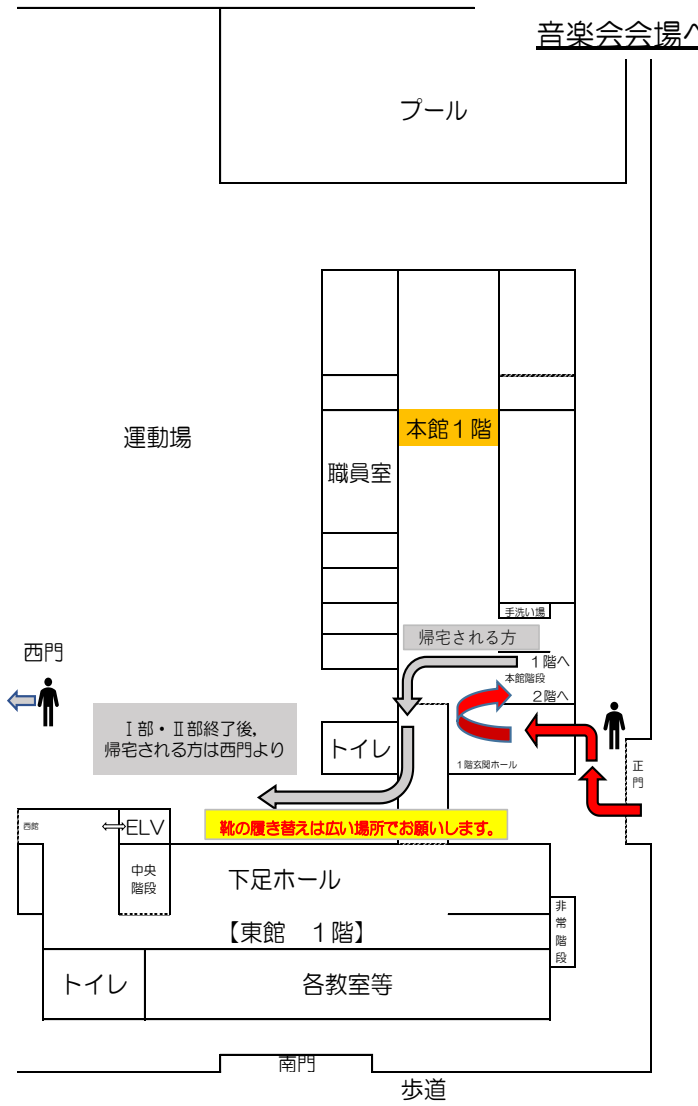 音楽会会場へ
プール
運動場
本館１階
職員室
手洗い場
帰宅される方
１階へ
本館階段
２階へ
西門
Ⅰ部・Ⅱ部終了後，
帰宅される方は西門より
トイレ
１階玄関ホール
正
門
西館
⇔ELV
靴の履き替えは広い場所でお願いします。
中央
階段
下足ホール
【東館　１階】
非
常
階
段
トイレ
各教室等
南門
歩道